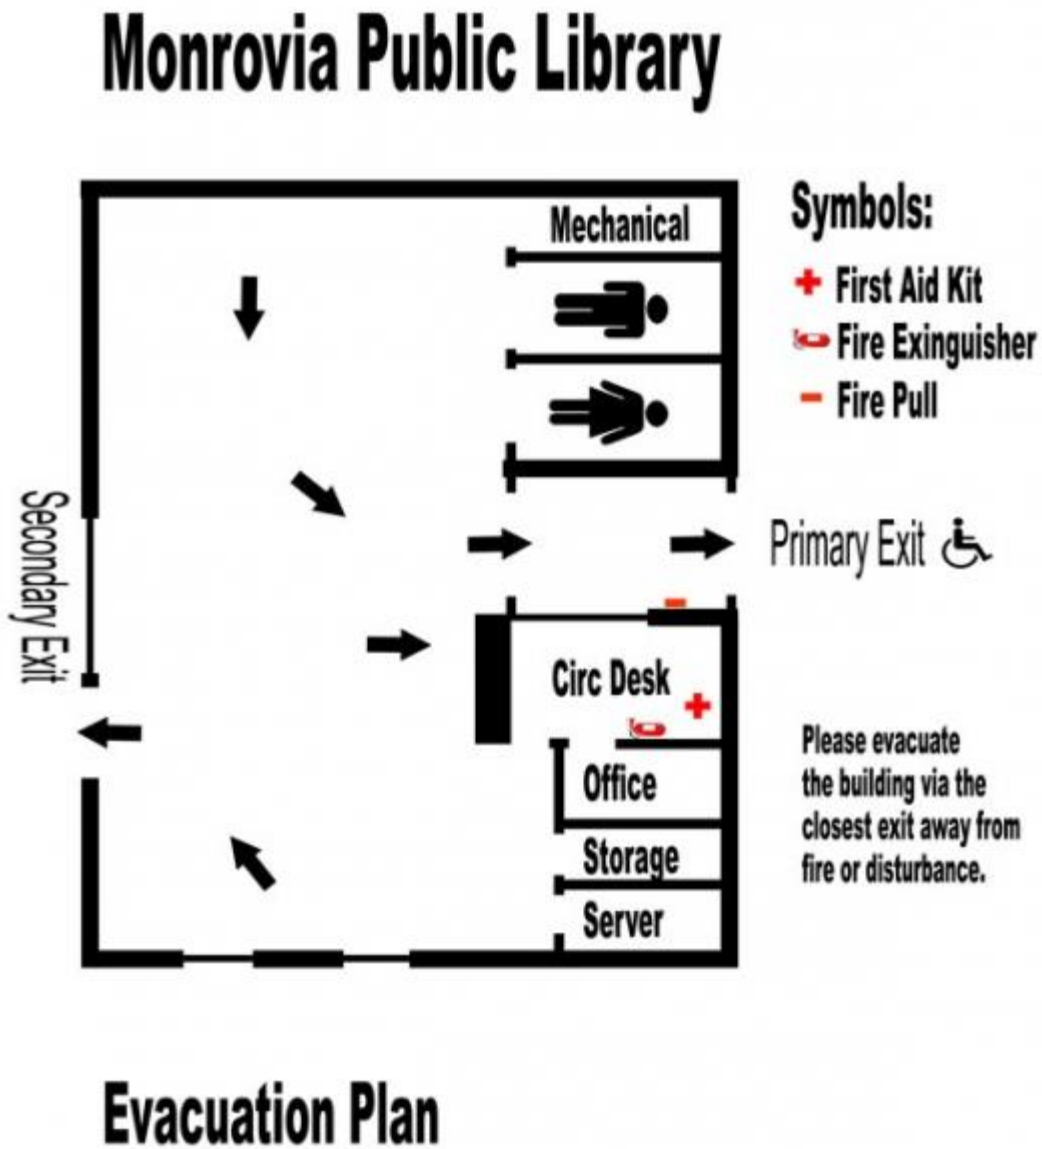 Monrovia Public Library
Mechanical
Symbols:
First Aid Kit
Fire Exinguisher
Fire Pull
Secondary Exit
Primary Exit
Circ Desk
Office
Storage
Server
Please evacuate
the building via the
closest exit away from
fire or disturbance.
Evacuation Plan